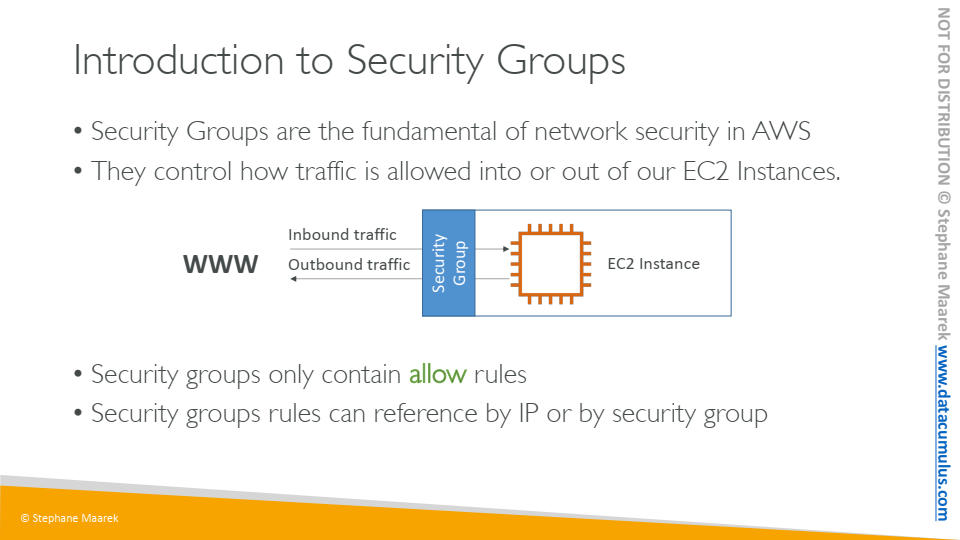 Introduction to Security Groups
• Security Groups are the fundamental of network security in AWS
• They control how traffic is allowed into or out of our EC2 Instances.
WWW
Inbound traffic
Outbound traffic
Security
Group
EC2 Instance
• Security groups only contain allow rules
• Security groups rules can reference by IP or by security group
© Stephane Maarek
NOT FOR DISTRIBUTION © Stephane Maarek www.datacumulus.com